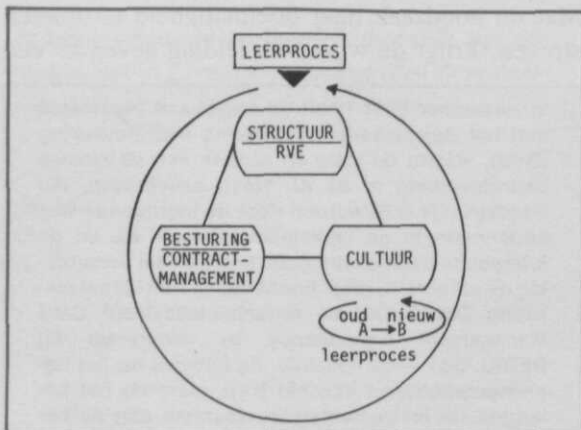 LEERPROCES
STRUCTUUR
RVE
BESTURING
CONTRACT-
MANAGEMENT
CULTUUR
oud nieuw
A → B
leerproces